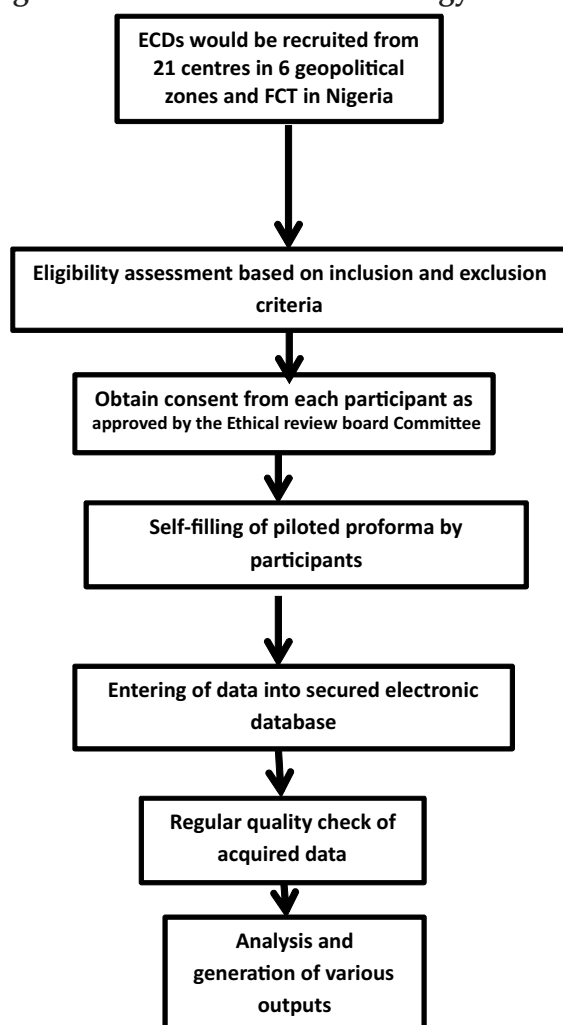 ECDs would be recruited from
21 centres in 6 geopolitical
zones and FCT in Nigeria
Eligibility assessment based on inclusion and exclusion
criteria
Obtain consent from each participant as
approved by the Ethical review board Committee
Self-filling of piloted proforma by
participants
Entering of data into secured electronic
database
Regular quality check of
acquired data
Analysis and
generation of various
outputs